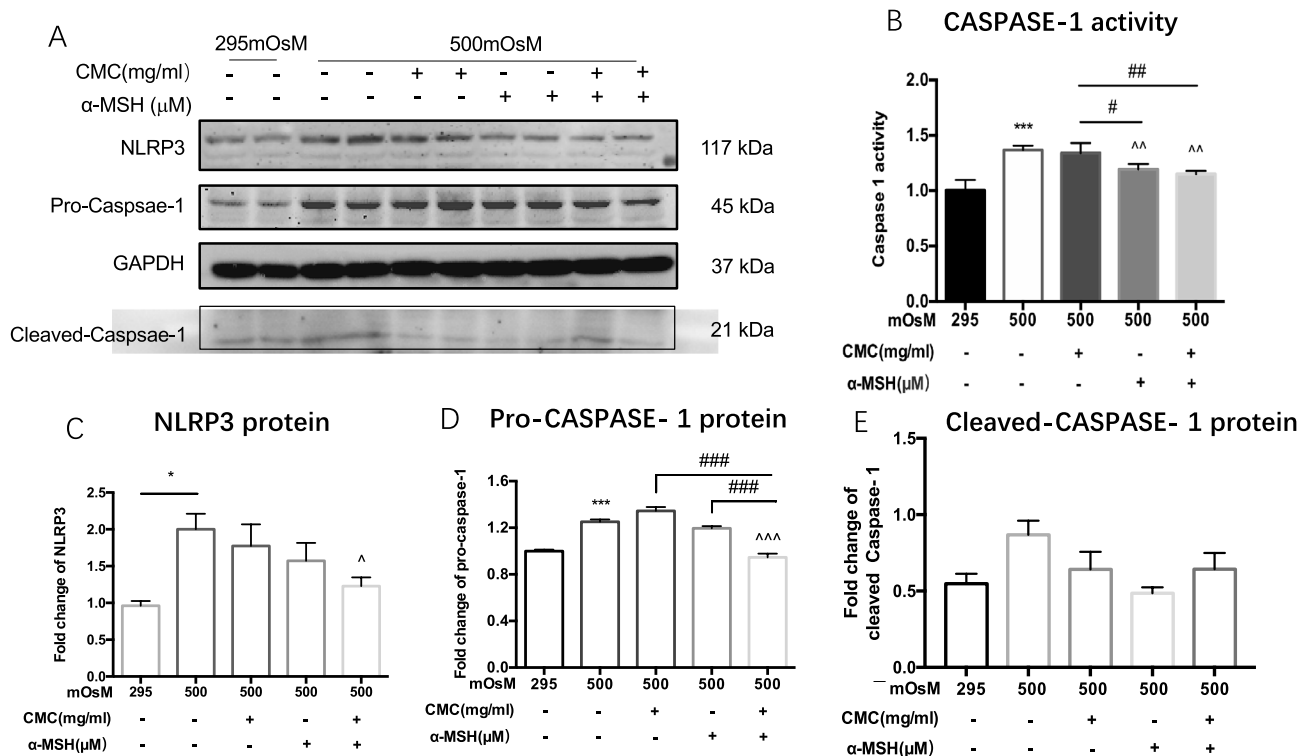 A
295mOsM 500mOsM
CMC(mg/ml) - - - - + + - - + +
α-MSH (μM) - - - - - - + + + +
NLRP3 117 kDa
Pro-Caspsae-1 45 kDa
GAPDH 37 kDa
Cleaved-Caspsae-1 21 kDa
B CASPASE-1 activity
Caspase 1 activity
2.0
1.5
1.0
0.5
0.0
***
#
##
^^ ^^
mOsM 295 500 500 500 500
CMC(mg/ml) - - + - +
α-MSH(μM) - - - + +
C NLRP3 protein
Fold change of NLRP3
2.5
2.0
1.5
1.0
0.5
0.0
*
^
mOsM 295 500 500 500 500
CMC(mg/ml) - - + - +
α-MSH(μM) - - - + +
D Pro-CASPASE- 1 protein
Fold change of pro-caspase-1
1.6
1.2
0.8
0.4
0.0
***
###
###
^^^
mOsM 295 500 500 500 500
CMC(mg/ml) - - + - +
α-MSH(μM) - - - + +
E Cleaved-CASPASE- 1 protein
Fold change of
cleaved Caspase- 1
1.5
1.0
0.5
0.0
_mOsM 295 500 500 500 500
CMC(mg/ml) - - + - +
α-MSH(μM) - - - + +